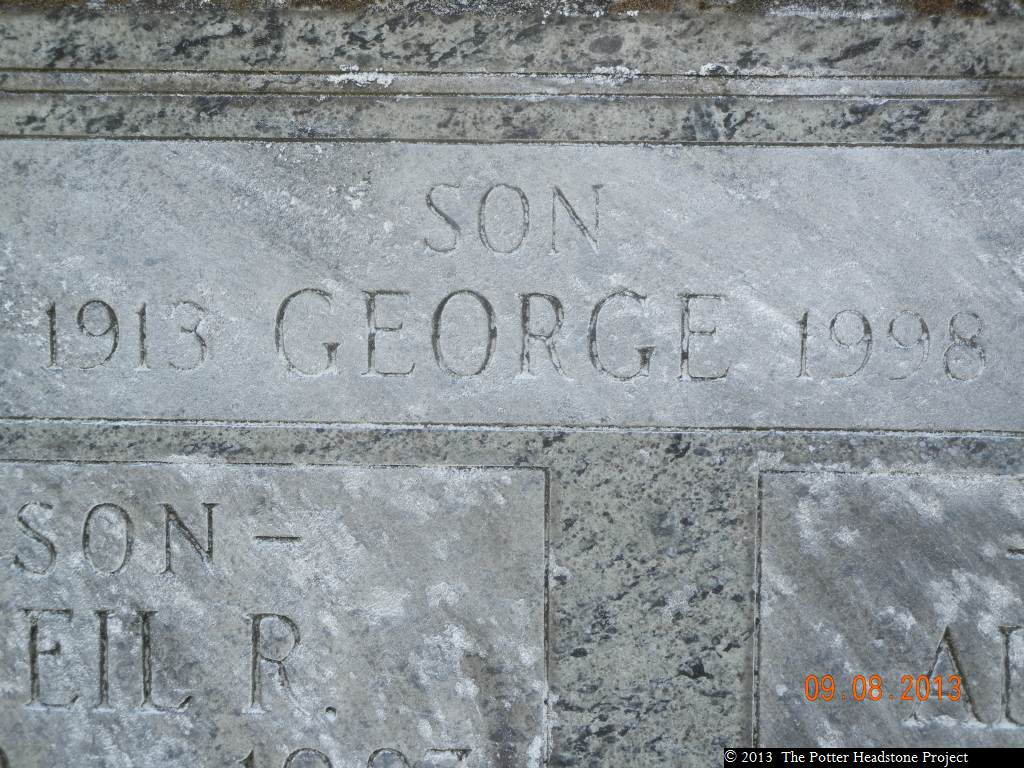 SON
1913 GEORGE 1998
SON -
EIL R.
09.08.2013
© 2013 The Potter Headstone Project